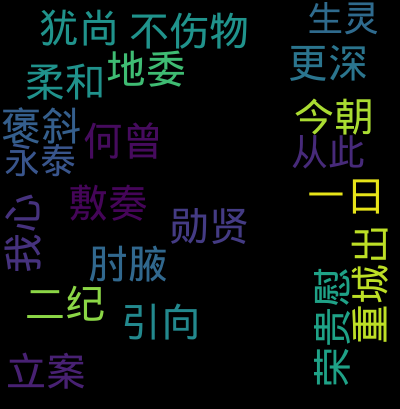 犹尚
不伤物
生灵
柔和
地委
更深
褒斜
永泰
何曾
今朝
从此
敷奏
勋贤
一日
我心
肘腋
重城出
荣贵慰
二纪
引向
立案